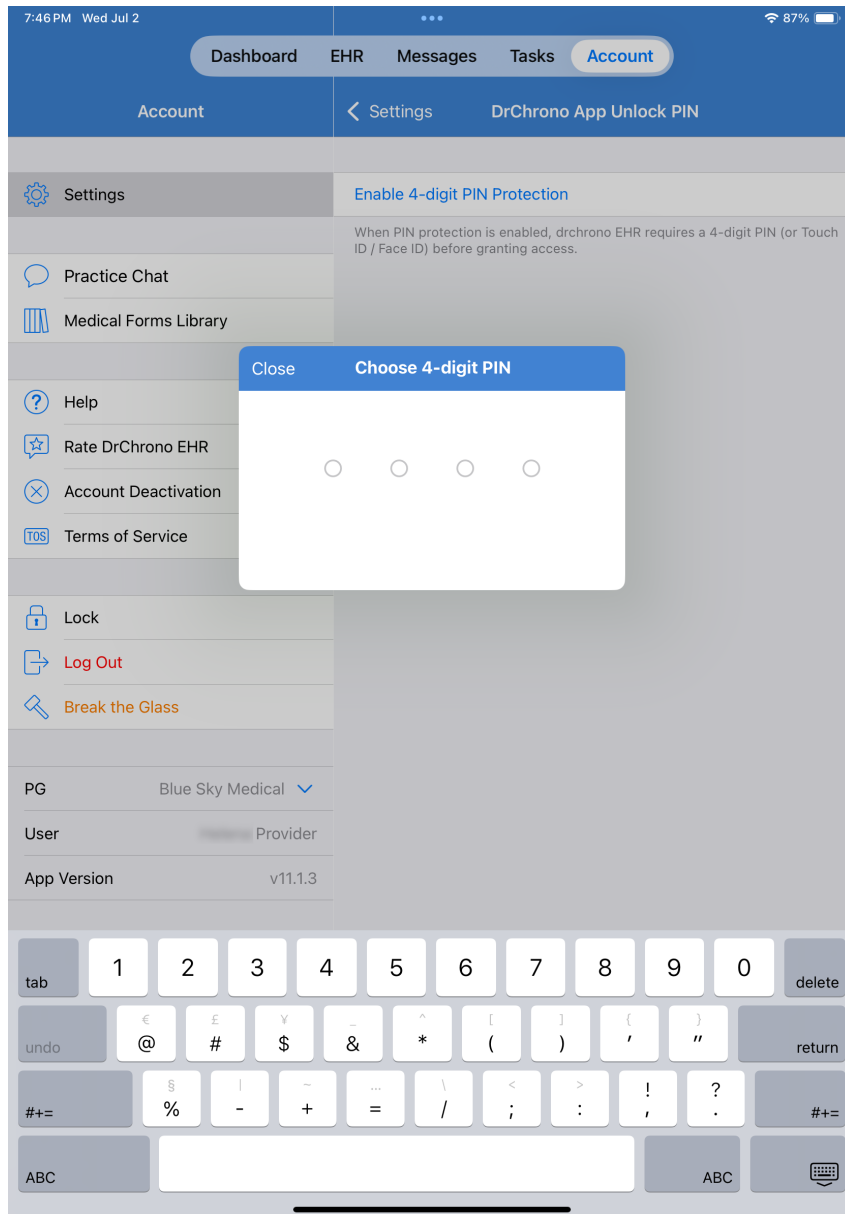 7:46 PM Wed Jul 2
87%
Dashboard EHR Messages Tasks Account
Account
Settings DrChrono App Unlock PIN
Settings
Enable 4-digit PIN Protection
When PIN protection is enabled, drchrono EHR requires a 4-digit PIN (or Touch
ID / Face ID) before granting access.
Practice Chat
Medical Forms Library
Close Choose 4-digit PIN
Help
Rate DrChrono EHR
Account Deactivation
TOS Terms of Service
Lock
Log Out
Break the Glass
PG Blue Sky Medical
User Provider
App Version v11.1.3
tab 1 2 3 4 5 6 7 8 9 0 delete
€ £ ¥ _ ^ [ ] { }
undo @ # $ & * ( ) ' " return
§ | ~ … \ < >
#+= % - + = / ; : ! , ? . #+=
ABC ABC